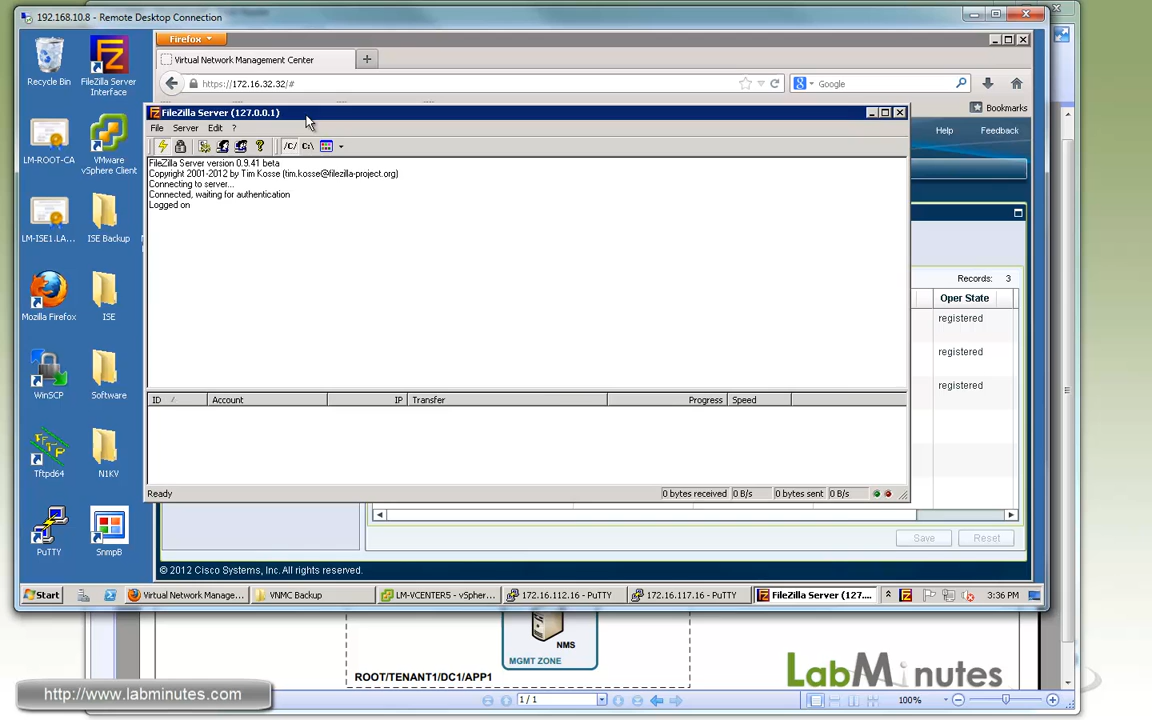 192.168.10.8 - Remote Desktop Connection
Recycle Bin
FileZilla Server Interface
Firefox
Virtual Network Management Center
https://172.16.32.32/#
Google
Bookmarks
FileZilla Server (127.0.0.1)
File Server Edit ?
Help Feedback
/C/ C:\
FileZilla Server version 0.9.41 beta
Copyright 2001-2012 by Tim Kosse (tim.kosse@filezilla-project.org)
Connecting to server...
Connected, waiting for authentication
Logged on
LM-ROOT-CA
VMware vSphere Client
LM-ISE1.LA...
ISE Backup
Records: 3
Oper State
registered
registered
registered
Mozilla Firefox
ISE
WinSCP
Software
ID Account IP Transfer Progress Speed
Tftpd64
N1KV
Ready
0 bytes received 0 B/s 0 bytes sent 0 B/s
PuTTY
SnmpB
Save Reset
© 2012 Cisco Systems, Inc. All rights reserved.
Start
Virtual Network Manage...
VNMC Backup
LM-VCENTER5 - vSpher...
172.16.112.16 - PuTTY
172.16.117.16 - PuTTY
FileZilla Server (127....
3:36 PM
NMS
MGMT ZONE
ROOT/TENANT1/DC1/APP1
LabMinutes
http://www.labminutes.com
1/1
100%